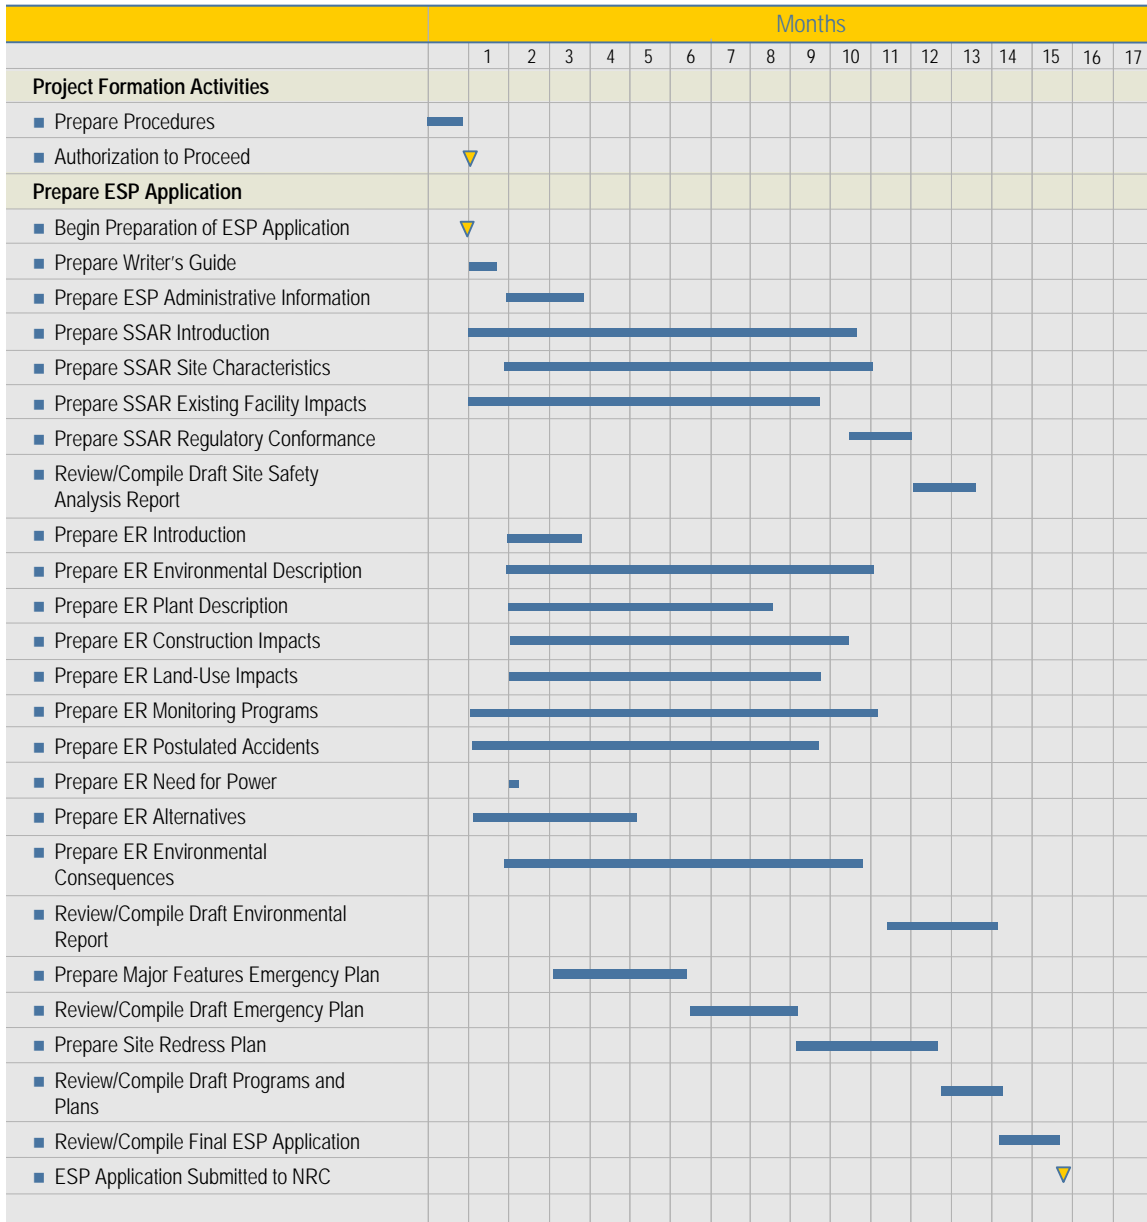 Months
1 2 3 4 5 6 7 8 9 10 11 12 13 14 15 16 17
Project Formation Activities
Prepare Procedures
Authorization to Proceed
Prepare ESP Application
Begin Preparation of ESP Application
Prepare Writer's Guide
Prepare ESP Administrative Information
Prepare SSAR Introduction
Prepare SSAR Site Characteristics
Prepare SSAR Existing Facility Impacts
Prepare SSAR Regulatory Conformance
Review/Compile Draft Site Safety
Analysis Report
Prepare ER Introduction
Prepare ER Environmental Description
Prepare ER Plant Description
Prepare ER Construction Impacts
Prepare ER Land-Use Impacts
Prepare ER Monitoring Programs
Prepare ER Postulated Accidents
Prepare ER Need for Power
Prepare ER Alternatives
Prepare ER Environmental
Consequences
Review/Compile Draft Environmental
Report
Prepare Major Features Emergency Plan
Review/Compile Draft Emergency Plan
Prepare Site Redress Plan
Review/Compile Draft Programs and
Plans
Review/Compile Final ESP Application
ESP Application Submitted to NRC